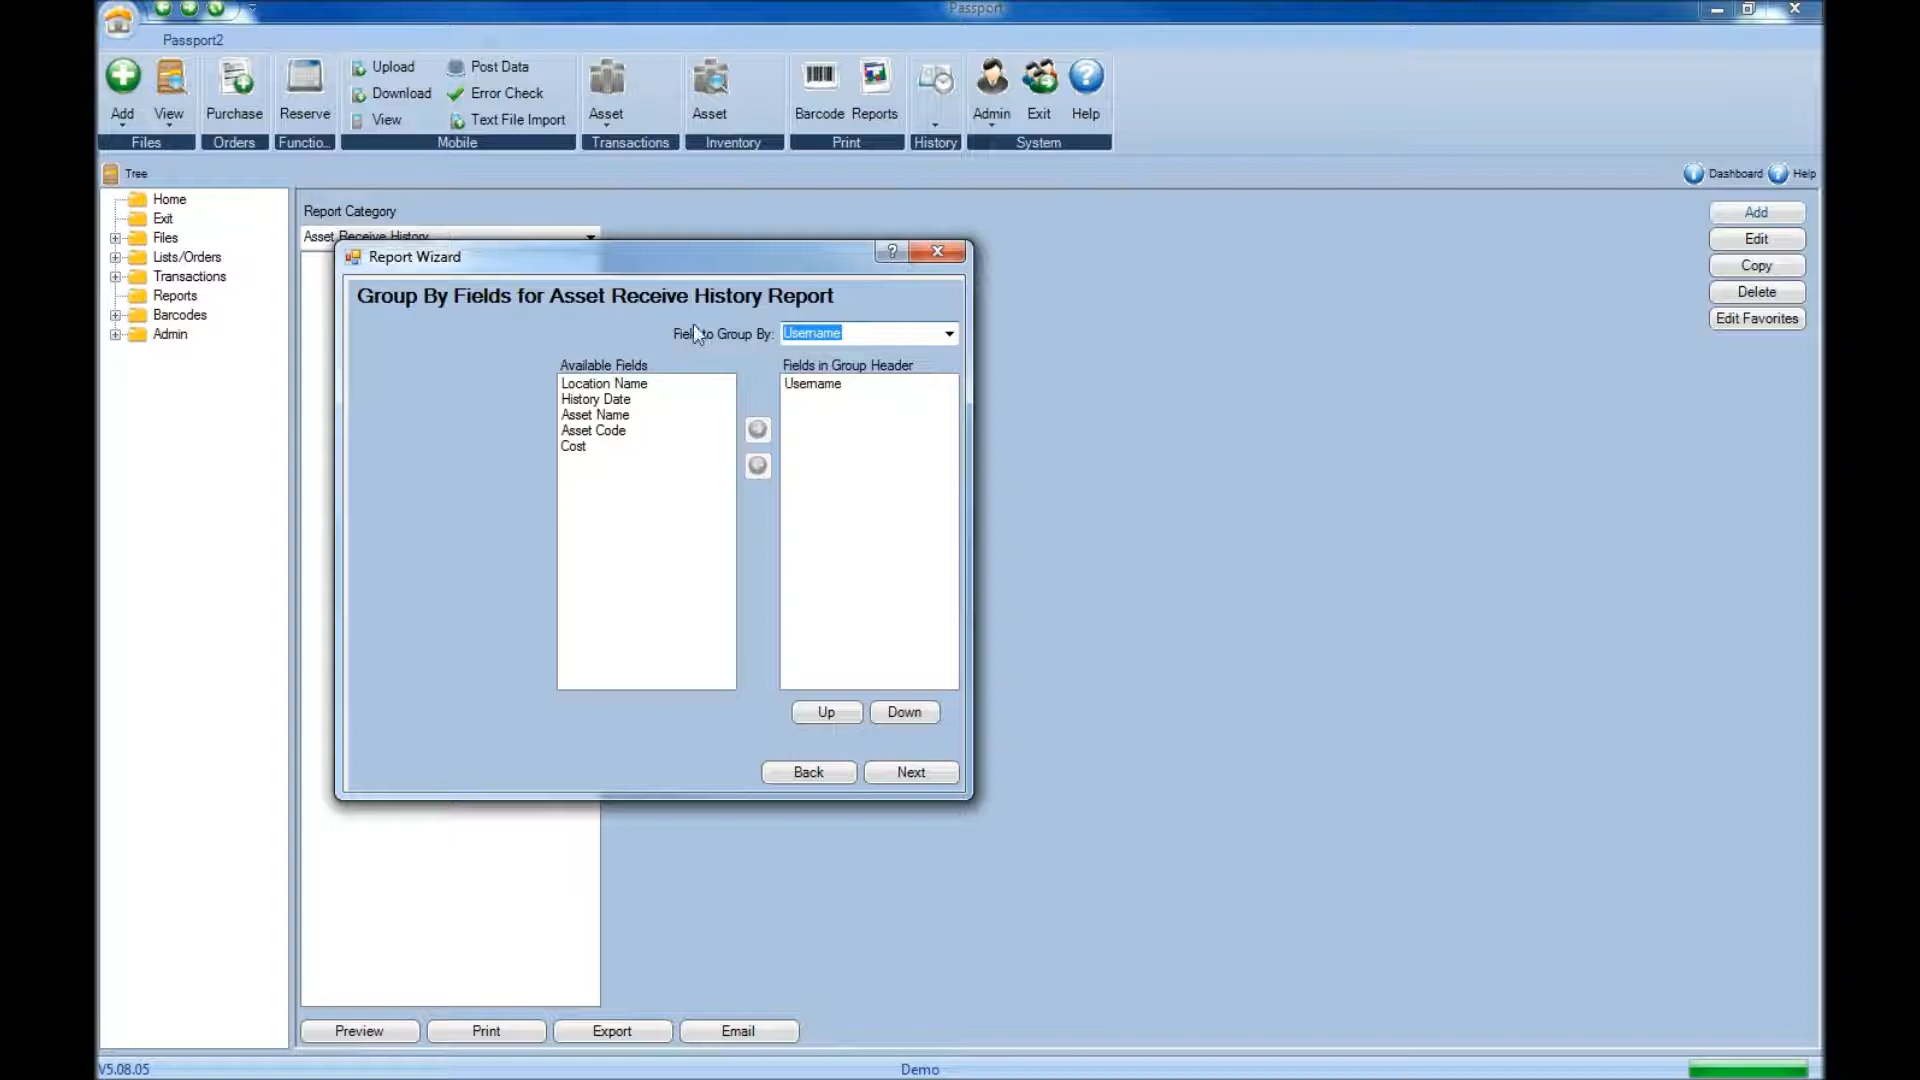 Passport
Passport2
Add View Purchase Reserve
Upload Post Data
Download Error Check
View Text File Import
Asset Asset Barcode Reports Admin Exit Help
Files Orders Functio... Mobile Transactions Inventory Print History System
Tree Dashboard Help
Home
Exit
Files
Lists/Orders
Transactions
Reports
Barcodes
Admin
Report Category
Asset Receive History
Add
Edit
Copy
Delete
Edit Favorites
Report Wizard
Group By Fields for Asset Receive History Report
Field to Group By: Username
Available Fields Fields in Group Header
Location Name Username
History Date
Asset Name
Asset Code
Cost
Up Down
Back Next
Preview Print Export Email
V5.08.05 Demo